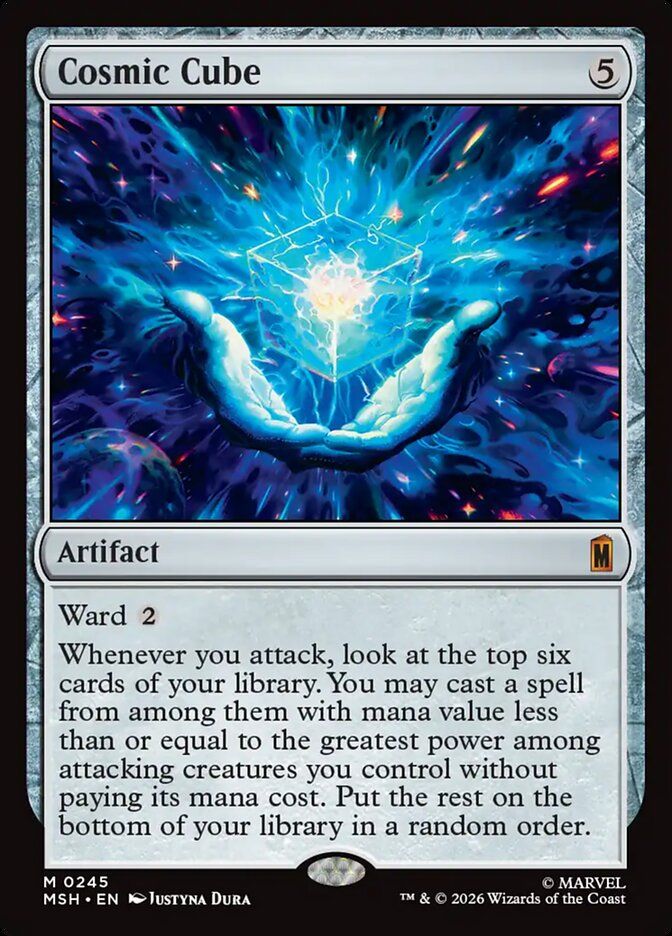 Cosmic Cube 5
Artifact M
Ward 2
Whenever you attack, look at the top six
cards of your library. You may cast a spell
from among them with mana value less
than or equal to the greatest power among
attacking creatures you control without
paying its mana cost. Put the rest on the
bottom of your library in a random order.
M 0245 © MARVEL
MSH • EN Justyna Dura ™ & © 2026 Wizards of the Coast